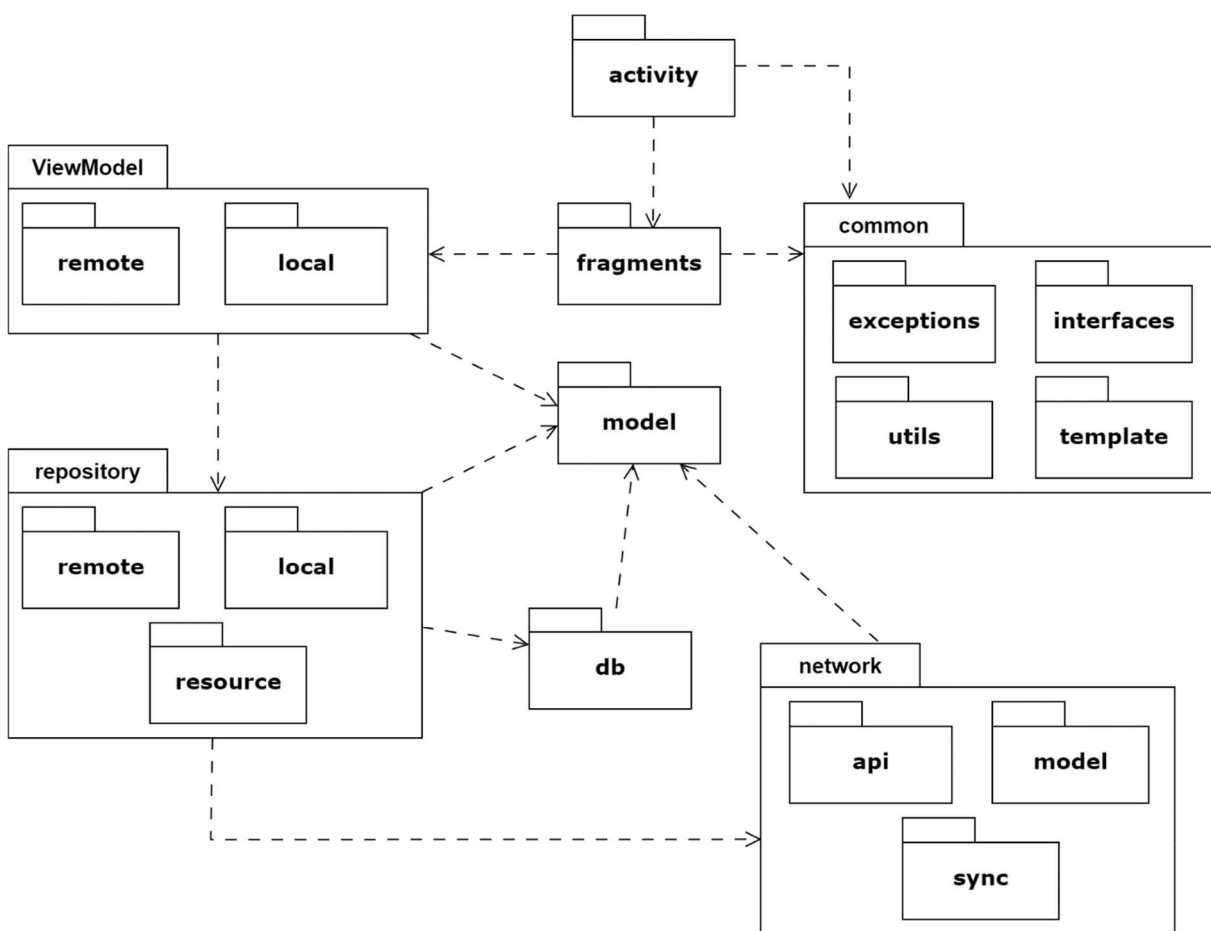 activity
ViewModel
remote
local
fragments
common
exceptions
interfaces
utils
template
model
repository
remote
local
resource
db
network
api
model
sync